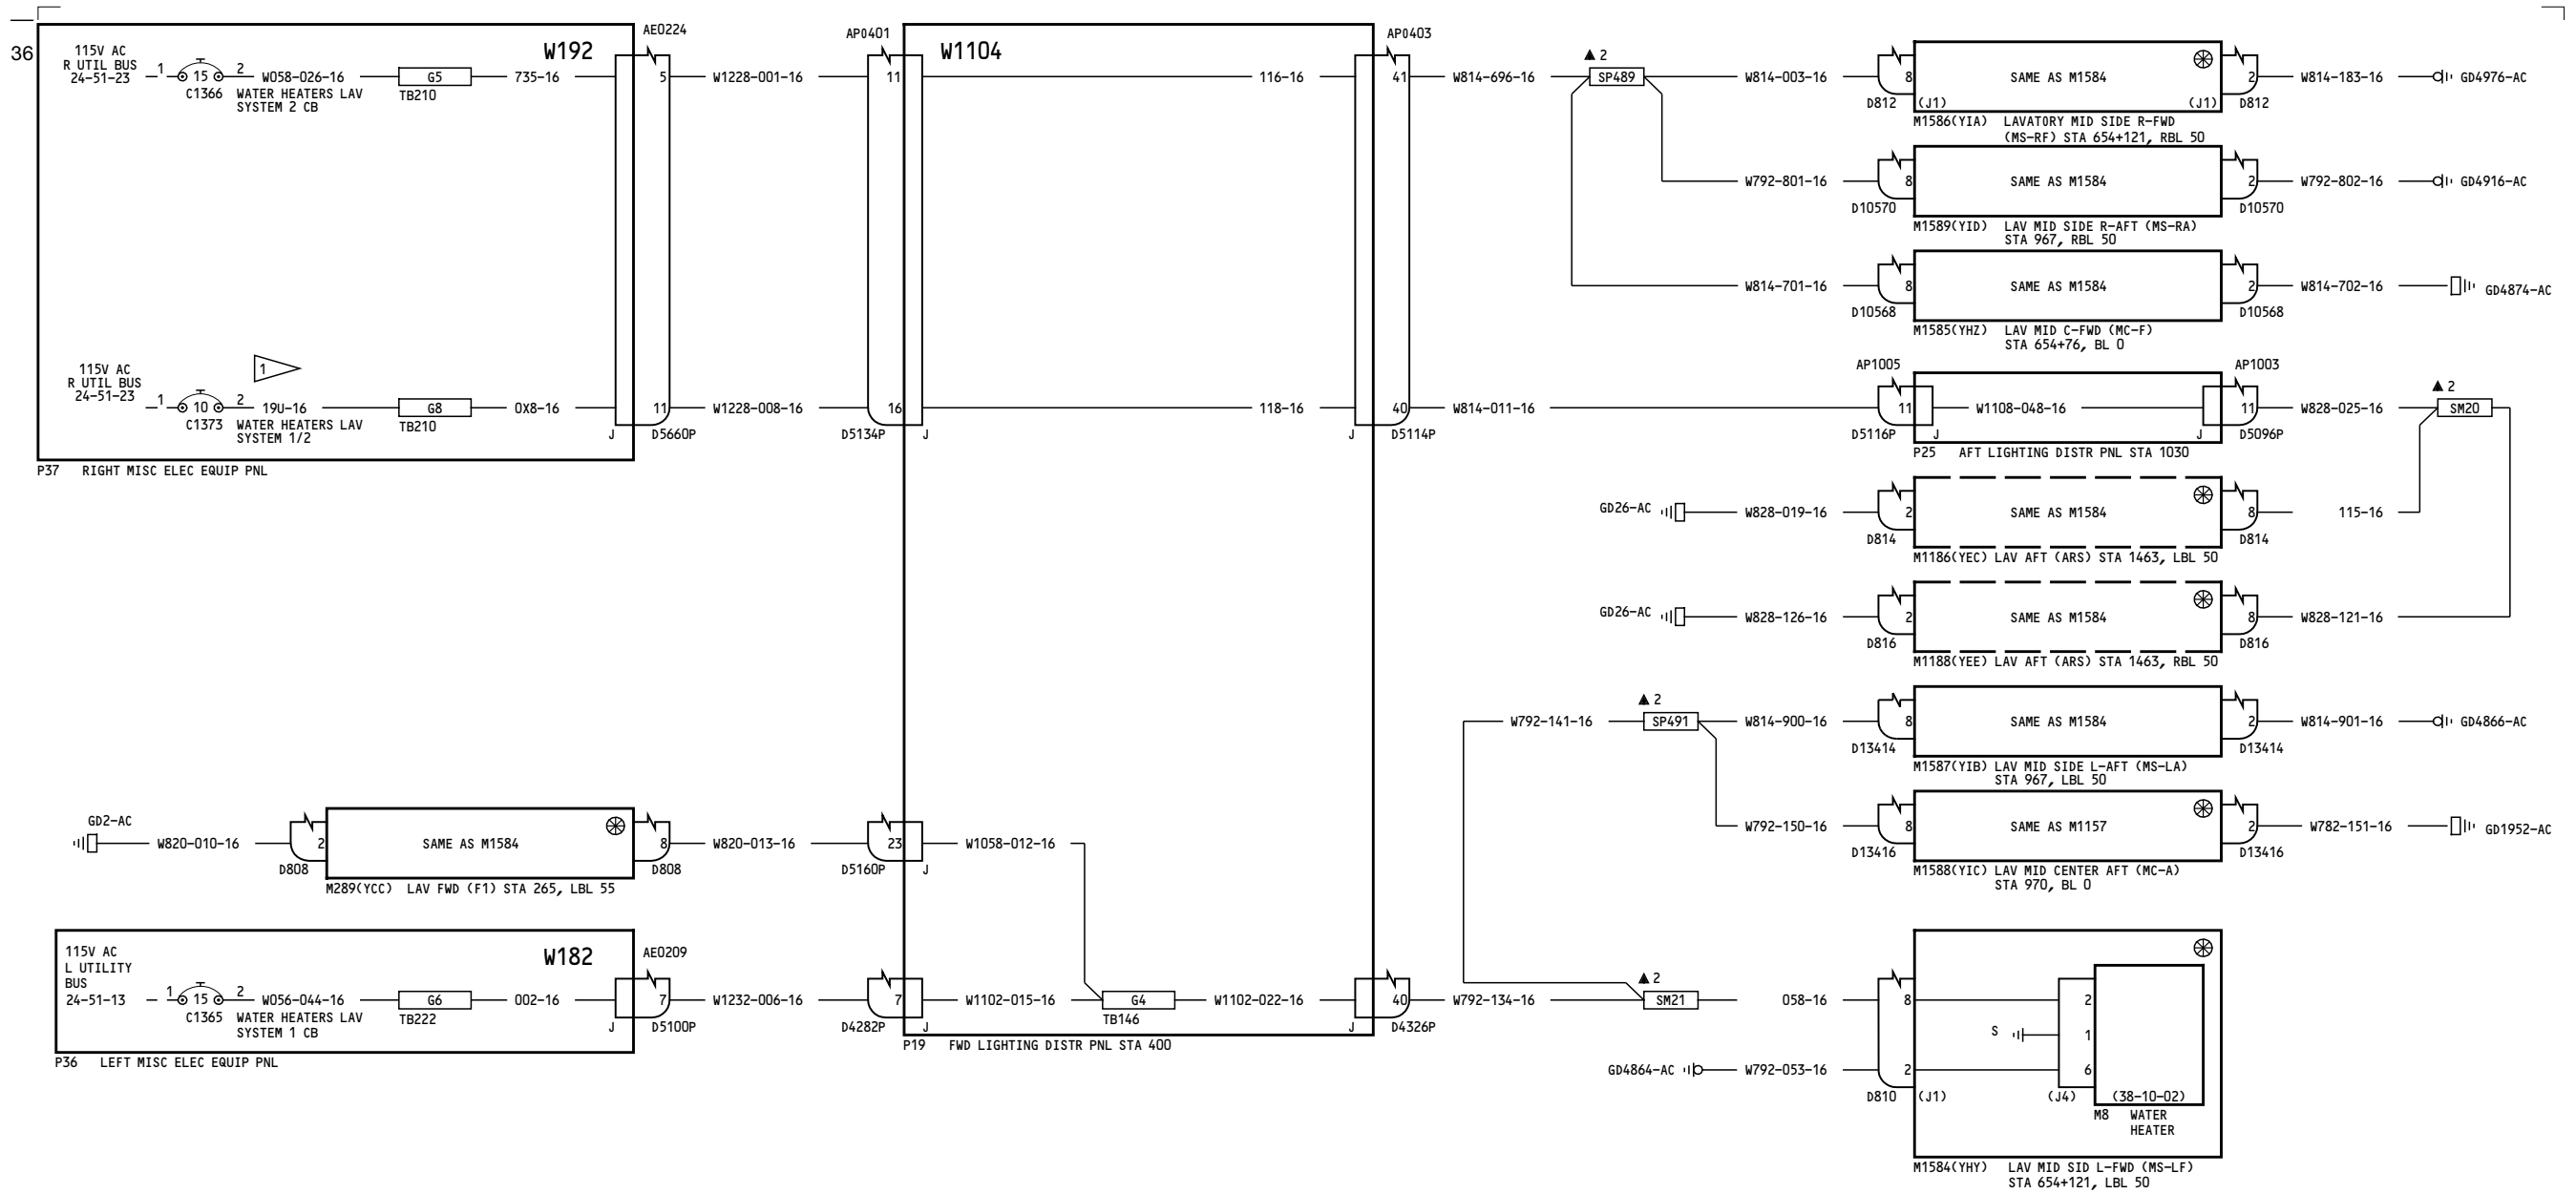 36
115V AC
R UTIL BUS
24-51-23
1
15
2
C1366
W058-026-16
WATER HEATERS LAV
SYSTEM 2 CB
G5
TB210
735-16
W192
AE0224
5
W1228-001-16
AP0401
11
W1104
116-16
AP0403
41
W814-696-16
▲ 2
SP489
W814-003-16
8
D812
(J1)
SAME AS M1584
(J1)
2
D812
W814-183-16
GD4976-AC
M1586(YIA) LAVATORY MID SIDE R-FWD
(MS-RF) STA 654+121, RBL 50
W792-801-16
8
D10570
SAME AS M1584
2
D10570
W792-802-16
GD4916-AC
M1589(YID) LAV MID SIDE R-AFT (MS-RA)
STA 967, RBL 50
W814-701-16
8
D10568
SAME AS M1584
2
D10568
W814-702-16
GD4874-AC
M1585(YHZ) LAV MID C-FWD (MC-F)
STA 654+76, BL 0
115V AC
R UTIL BUS
24-51-23
1
10
2
C1373
1
19U-16
WATER HEATERS LAV
SYSTEM 1/2
G8
TB210
0X8-16
11
J
D5660P
W1228-008-16
16
D5134P
J
118-16
40
J
D5114P
W814-011-16
AP1005
11
D5116P
J
W1108-048-16
AP1003
11
J
D5096P
W828-025-16
▲ 2
SM20
P25 AFT LIGHTING DISTR PNL STA 1030
P37 RIGHT MISC ELEC EQUIP PNL
GD26-AC
W828-019-16
2
D814
SAME AS M1584
8
D814
115-16
M1186(YEC) LAV AFT (ARS) STA 1463, LBL 50
GD26-AC
W828-126-16
2
D816
SAME AS M1584
8
D816
W828-121-16
M1188(YEE) LAV AFT (ARS) STA 1463, RBL 50
W792-141-16
▲ 2
SP491
W814-900-16
8
D13414
SAME AS M1584
2
D13414
W814-901-16
GD4866-AC
M1587(YIB) LAV MID SIDE L-AFT (MS-LA)
STA 967, LBL 50
W792-150-16
8
D13416
SAME AS M1157
2
D13416
W782-151-16
GD1952-AC
M1588(YIC) LAV MID CENTER AFT (MC-A)
STA 970, BL 0
GD2-AC
W820-010-16
2
D808
SAME AS M1584
8
D808
W820-013-16
23
D5160P
J
W1058-012-16
M289(YCC) LAV FWD (F1) STA 265, LBL 55
115V AC
L UTILITY
BUS
24-51-13
1
15
2
C1365
W056-044-16
WATER HEATERS LAV
SYSTEM 1 CB
G6
TB222
002-16
W182
AE0209
7
J
D5100P
W1232-006-16
7
D4282P
J
W1102-015-16
G4
TB146
W1102-022-16
40
J
D4326P
W792-134-16
▲ 2
SM21
058-16
8
P36 LEFT MISC ELEC EQUIP PNL
P19 FWD LIGHTING DISTR PNL STA 400
GD4864-AC
W792-053-16
2
D810
(J1)
S
2
1
6
(J4)
(38-10-02)
M8 WATER
HEATER
M1584(YHY) LAV MID SID L-FWD (MS-LF)
STA 654+121, LBL 50